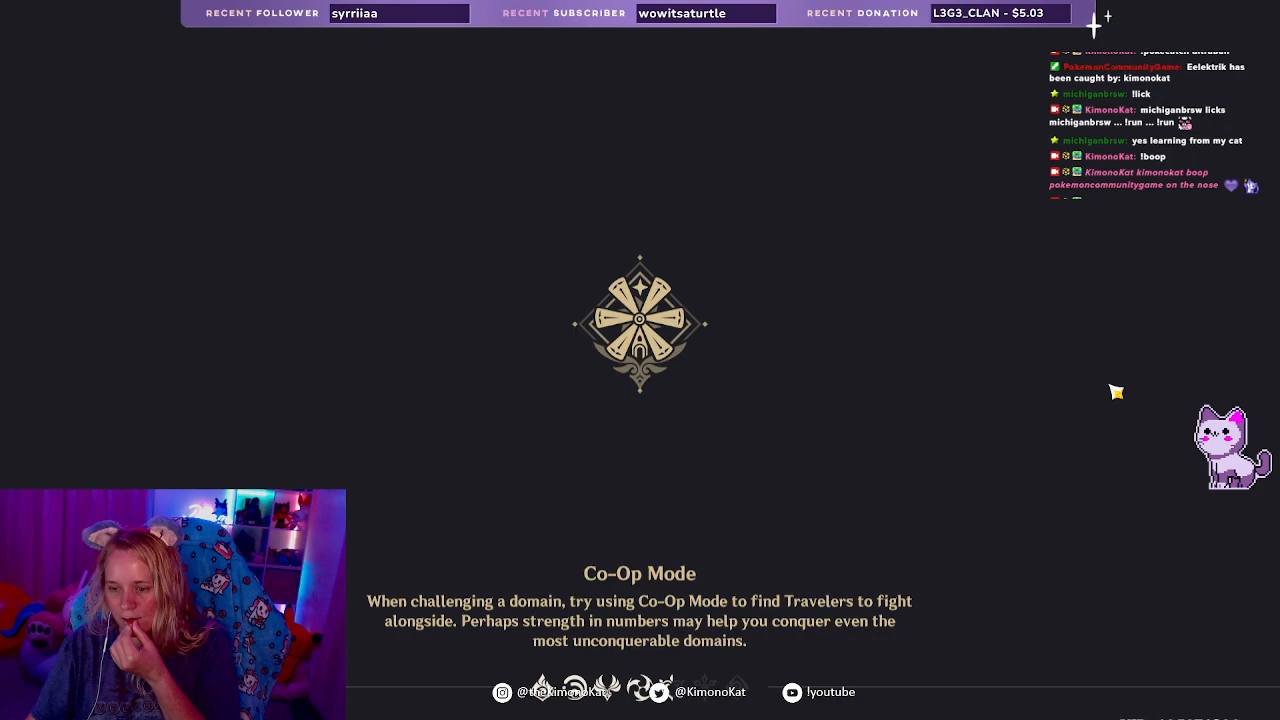 RECENT FOLLOWER syrriiaa RECENT SUBSCRIBER wowitsaturtle RECENT DONATION L3G3_CLAN - $5.03
PokemonCommunityGame: Eelektrik has
been caught by: kimonokat
michiganbrsw: !lick
KimonoKat: michiganbrsw licks
michiganbrsw ... !run ... !run
michiganbrsw: yes learning from my cat
KimonoKat: !boop
KimonoKat kimonokat boop
pokemoncommunitygame on the nose
Co-Op Mode
When challenging a domain, try using Co-Op Mode to find Travelers to fight
alongside. Perhaps strength in numbers may help you conquer even the
most unconquerable domains.
@KimonoKat !youtube